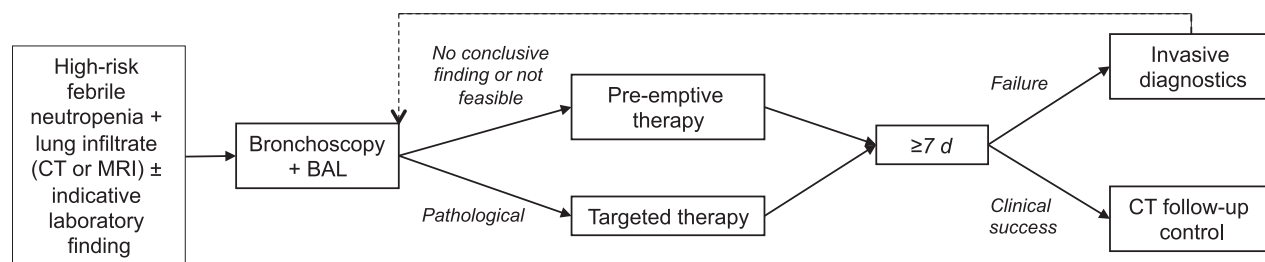 High-risk
febrile
neutropenia +
lung infiltrate
(CT or MRI) ±
indicative
laboratory
finding
Bronchoscopy
+ BAL
No conclusive
finding or not
feasible
Pathological
Pre-emptive
therapy
Targeted therapy
≥7 d
Failure
Clinical
success
Invasive
diagnostics
CT follow-up
control